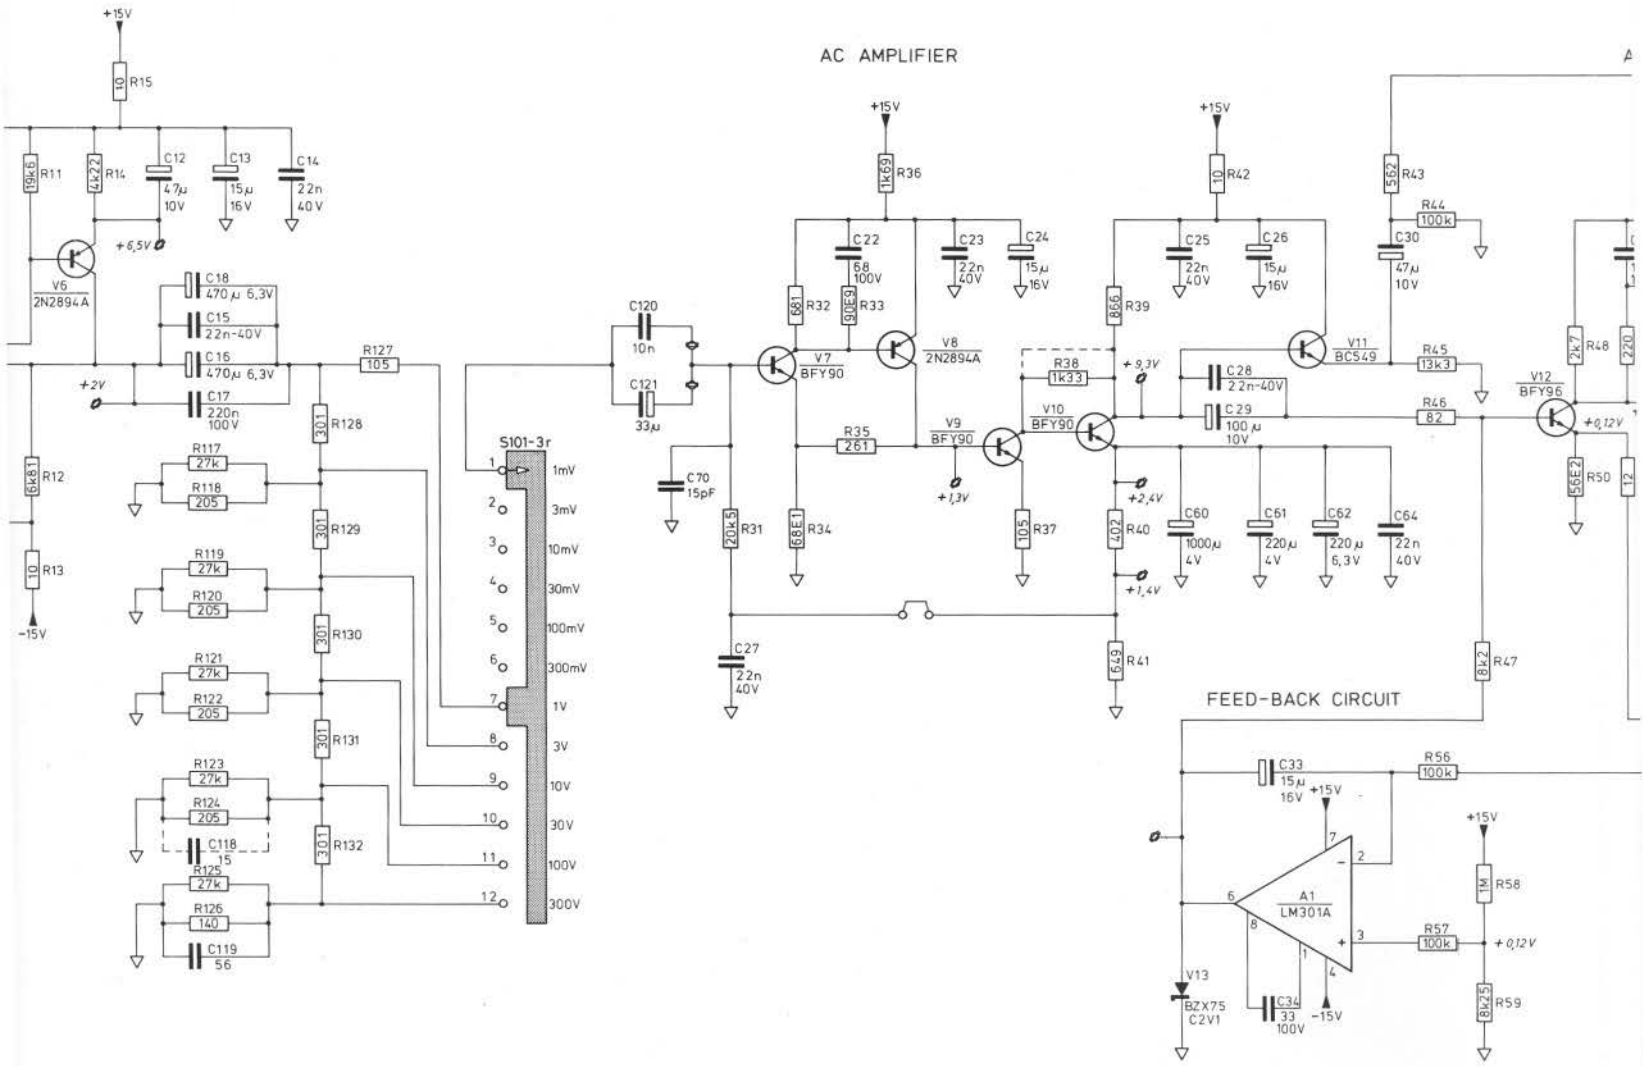 +15V
10
R15
19k6
R11
4k22
R14
C12
47μ
10V
C13
15μ
16V
C14
22n
40V
+6,5V
V6
2N2894A
C18
470μ 6,3V
C15
22n-40V
C16
470μ 6,3V
C17
220n
100V
+2V
R127
105
301
R128
6k81
R12
10
R13
-15V
R117
27k
R118
205
301
R129
R119
27k
R120
205
301
R130
R121
27k
R122
205
301
R131
R123
27k
R124
205
C118
15
301
R132
R125
27k
R126
140
C119
56
S101-3r
1
1mV
2
3mV
3
10mV
4
30mV
5
100mV
6
300mV
7
1V
8
3V
9
10V
10
30V
11
100V
12
300V
AC AMPLIFIER
A
C120
10n
C121
33μ
C70
15pF
20k5
R31
C27
22n
40V
+15V
1k69
R36
681
R32
C22
68
100V
90E9
R33
C23
22n
40V
C24
15μ
16V
V7
BFY90
V8
2N2894A
R35
261
68E1
R34
V9
BFY90
+1,3V
105
R37
R38
1k33
V10
BFY90
+9,3V
+15V
10
R42
866
R39
C25
22n
40V
C26
15μ
16V
V11
BC549
C28
22n-40V
C29
100μ
10V
562
R43
R44
100k
C30
47μ
10V
R45
13k3
R46
82
+2,4V
402
R40
+1,4V
649
R41
C60
1000μ
4V
C61
220μ
4V
C62
220μ
6,3V
C64
22n
40V
V12
BFY96
2k7
R48
220
+0,12V
56E2
R50
12
8k2
R47
FEED-BACK CIRCUIT
C33
15μ
16V
+15V
R56
100k
7
2
-
6
A1
LM301A
8
+
3
1
4
-15V
C34
33
100V
V13
BZX75
C2V1
R57
100k
+15V
1M
R58
+0,12V
8k25
R59